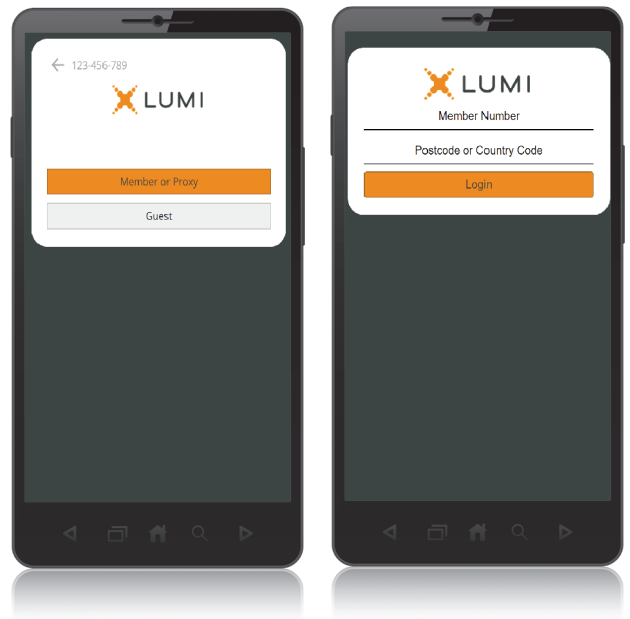 123-456-789
LUMI
Member or Proxy
Guest
LUMI
Member Number
Postcode or Country Code
Login